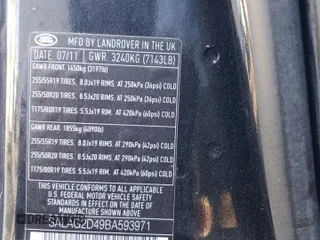 LAND ROVER
MFD BY LANDROVER IN THE UK
DATE 07/11 GWR: 3240KG (7143LB)
GAWR FRONT: 1450kg (3197lb)
255/55R19 TIRES. 8.0Jx19 RIMS. AT 250kPa (36psi) COLD
255/50R20 TIRES. 8.5Jx20 RIMS. AT 250kPa (36psi) COLD
T175/80R19 TIRES. 5.5Jx19 RIMS. AT 420kPa (60psi) COLD
GAWR REAR: 1855kg (4090lb)
255/55R19 TIRES. 8.0Jx19 RIMS. AT 290kPa (42psi) COLD
255/50R20 TIRES. 8.5Jx20 RIMS. AT 290kPa (42psi) COLD
T175/80R19 TIRES. 5.5Jx19 RIMS. AT 420kPa (60psi) COLD
THIS VEHICLE CONFORMS TO ALL APPLICABLE
FEDERAL MOTOR VEHICLE SAFETY
STANDARDS IN EFFECT ON THE DATE OF
MANUFACTURE SHOWN ABOVE
SALAG2D49BA593971